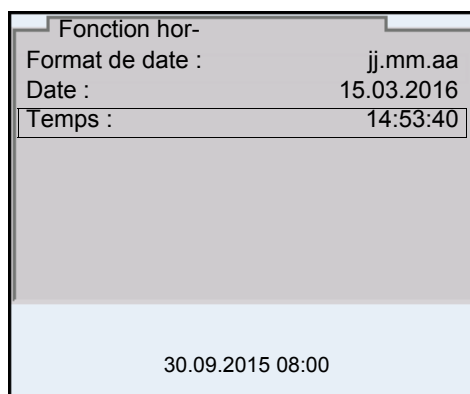 Fonction hor-
Format de date : jj.mm.aa
Date : 15.03.2016
Temps : 14:53:40
30.09.2015 08:00